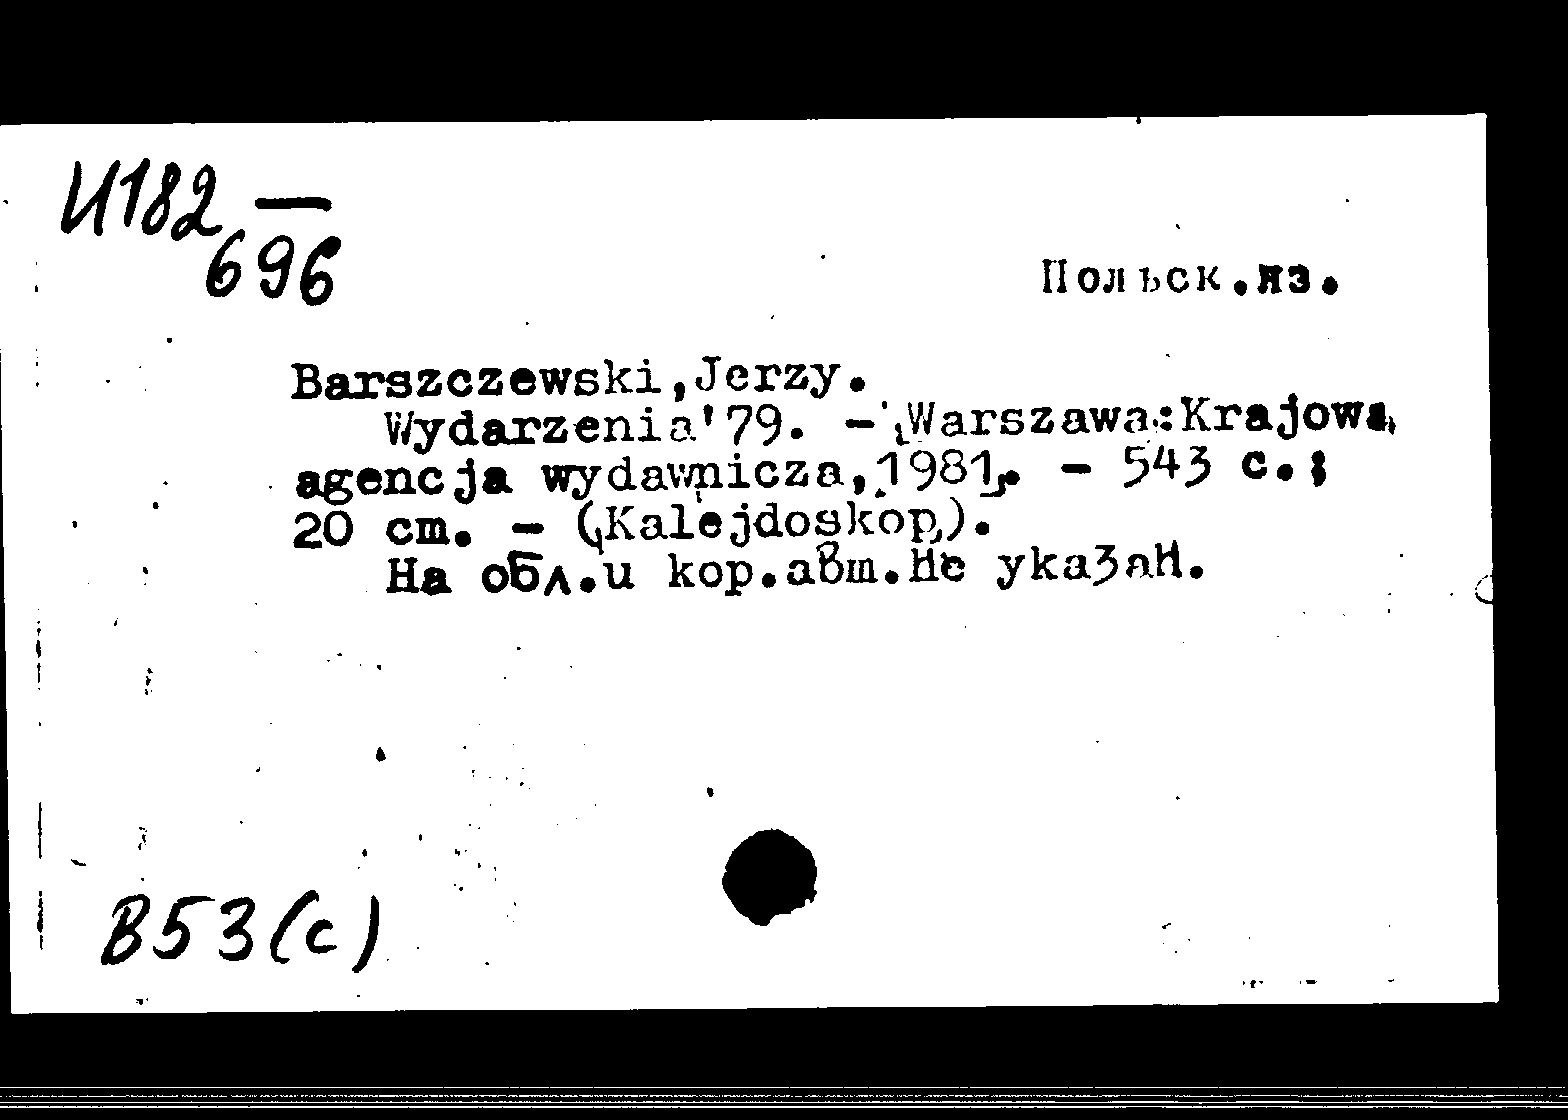 И182 —
696
Польск.яз.
Barszczewski,Jerzy.
Wydarzenia'79. - Warszawa:Krajowa
agencja wydawnicza,1981. - 543 c.;
20 cm. - (Kalejdoskop).
На обл.и кор.авт.не указан.
B53(c)